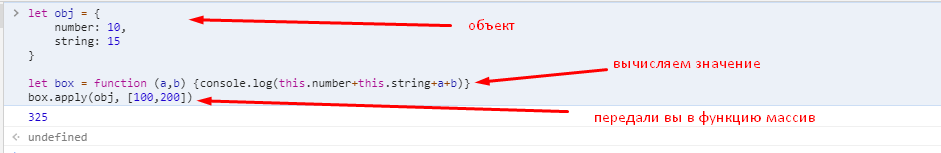 let obj = { объект
number: 10,
string: 15
}
вычисляем значение
let box = function (a,b) {console.log(this.number+this.string+a+b)}
box.apply(obj, [100,200])
325 передали вы в функцию массив
undefined